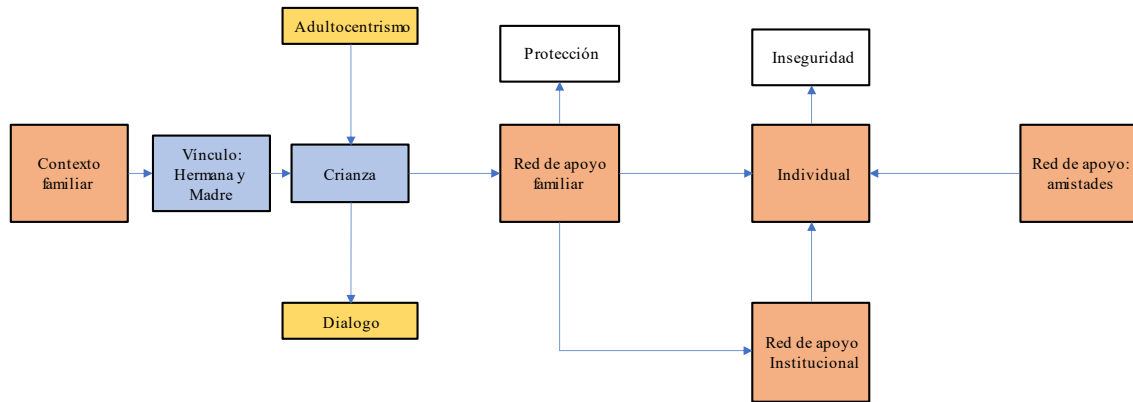 Adultocentrismo
Protección
Inseguridad
Contexto
familiar
Vínculo:
Hermana y
Madre
Crianza
Red de apoyo
familiar
Individual
Red de apoyo:
amistades
Dialogo
Red de apoyo
Institucional